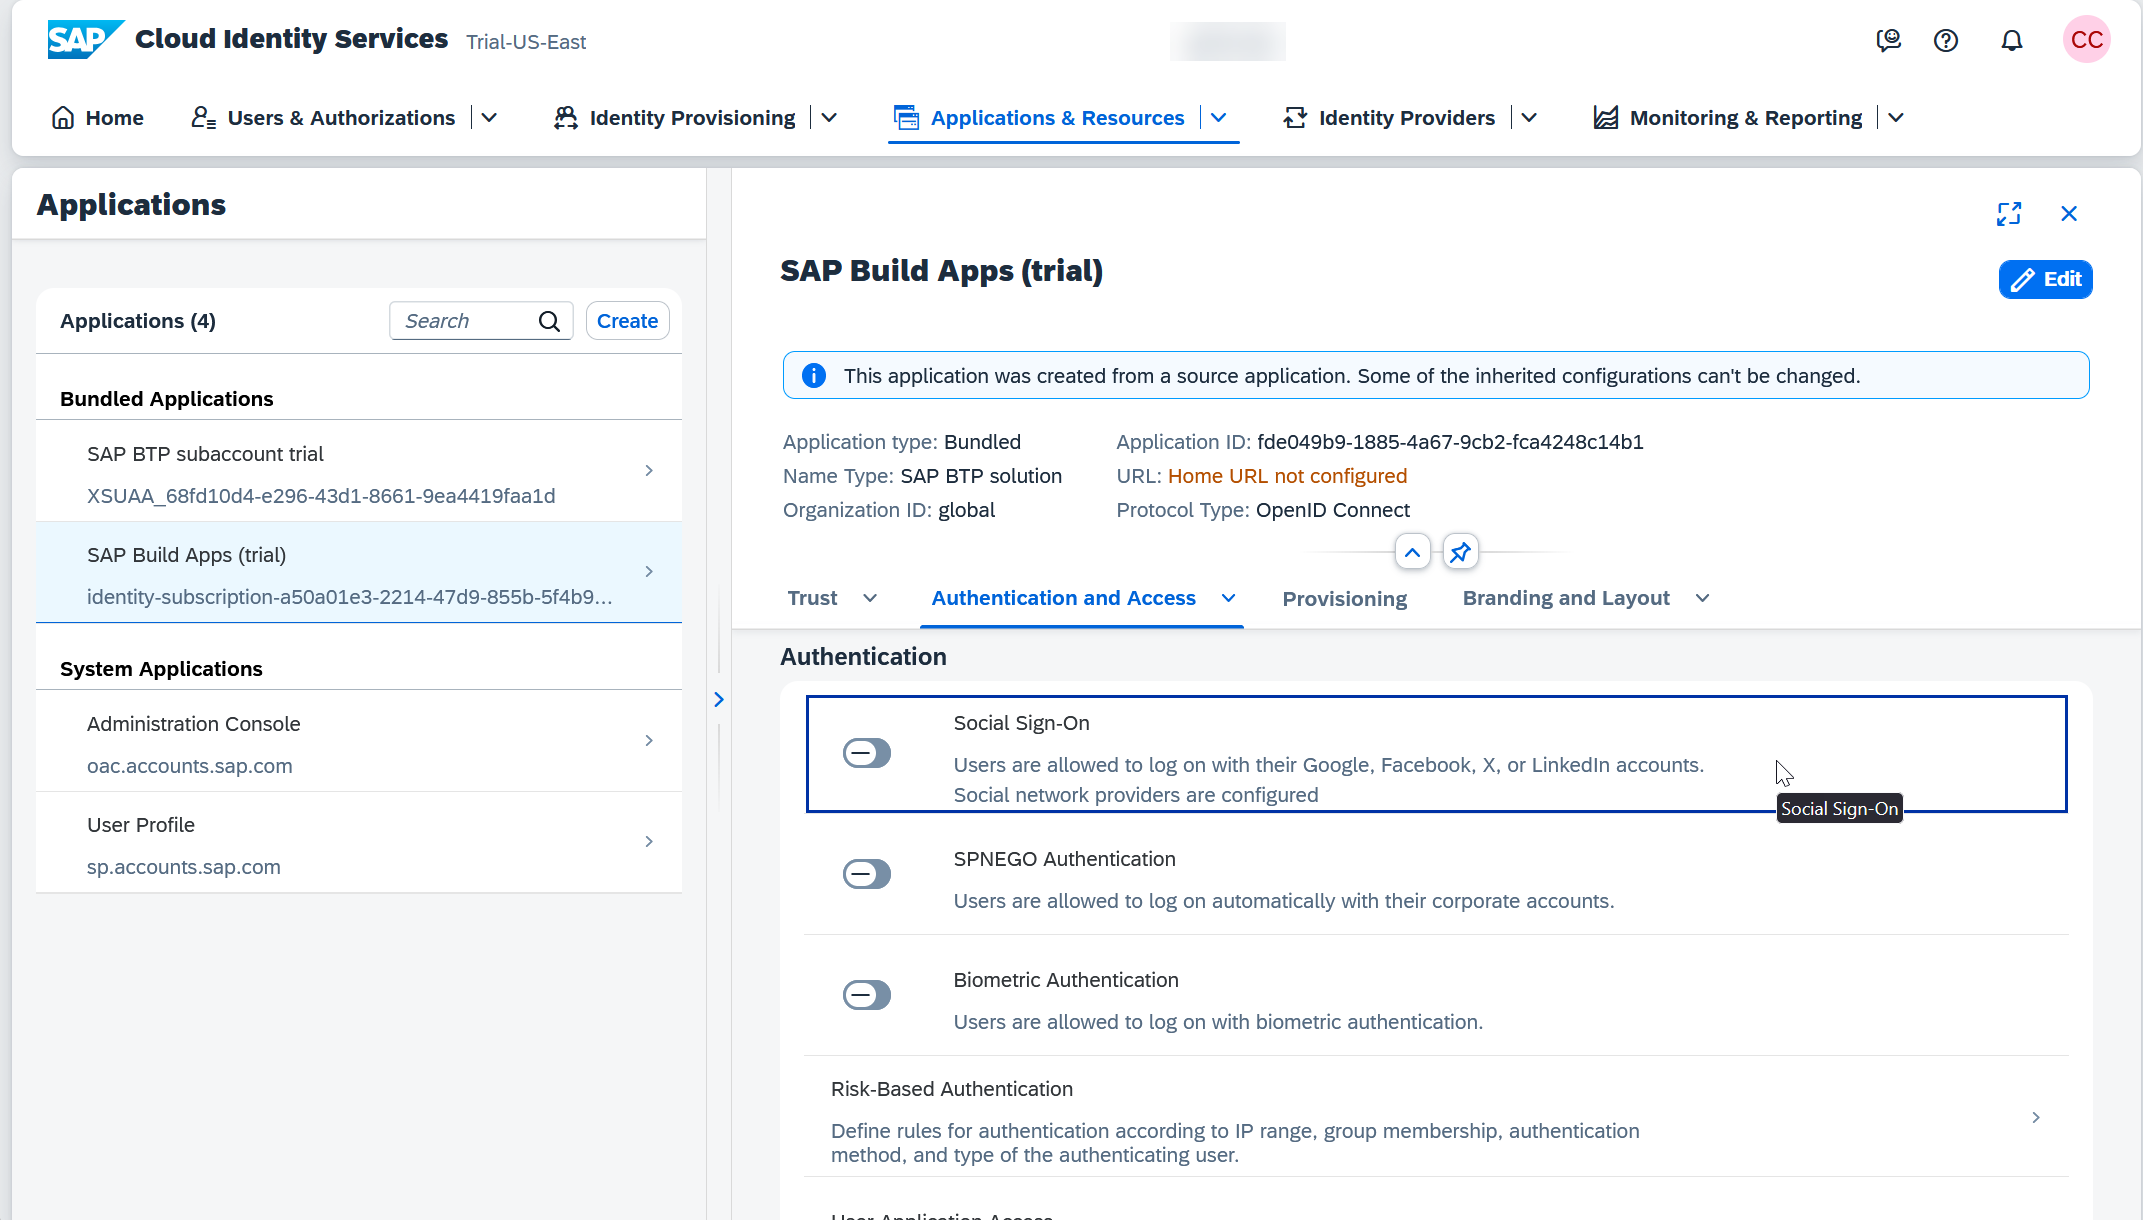 SAP Cloud Identity Services Trial-US-East
CC
Home Users & Authorizations Identity Provisioning Applications & Resources Identity Providers Monitoring & Reporting
Applications
Applications (4) Search Create
Bundled Applications
SAP BTP subaccount trial
XSUAA_68fd10d4-e296-43d1-8661-9ea4419faa1d
SAP Build Apps (trial)
identity-subscription-a50a01e3-2214-47d9-855b-5f4b9...
System Applications
Administration Console
oac.accounts.sap.com
User Profile
sp.accounts.sap.com
SAP Build Apps (trial)
Edit
This application was created from a source application. Some of the inherited configurations can't be changed.
Application type: Bundled Application ID: fde049b9-1885-4a67-9cb2-fca4248c14b1
Name Type: SAP BTP solution URL: Home URL not configured
Organization ID: global Protocol Type: OpenID Connect
Trust Authentication and Access Provisioning Branding and Layout
Authentication
Social Sign-On
Users are allowed to log on with their Google, Facebook, X, or LinkedIn accounts.
Social network providers are configured
Social Sign-On
SPNEGO Authentication
Users are allowed to log on automatically with their corporate accounts.
Biometric Authentication
Users are allowed to log on with biometric authentication.
Risk-Based Authentication
Define rules for authentication according to IP range, group membership, authentication
method, and type of the authenticating user.
User Application Access